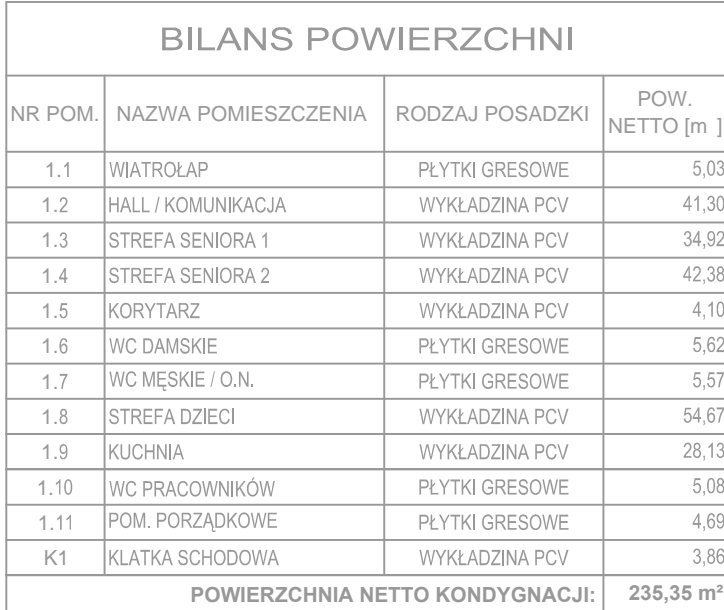 BILANS POWIERZCHNI
NR POM. NAZWA POMIESZCZENIA RODZAJ POSADZKI POW. NETTO [m ]
1.1 WIATROŁAP PŁYTKI GRESOWE 5,03
1.2 HALL / KOMUNIKACJA WYKŁADZINA PCV 41,30
1.3 STREFA SENIORA 1 WYKŁADZINA PCV 34,92
1.4 STREFA SENIORA 2 WYKŁADZINA PCV 42,38
1.5 KORYTARZ WYKŁADZINA PCV 4,10
1.6 WC DAMSKIE PŁYTKI GRESOWE 5,62
1.7 WC MĘSKIE / O.N. PŁYTKI GRESOWE 5,57
1.8 STREFA DZIECI WYKŁADZINA PCV 54,67
1.9 KUCHNIA WYKŁADZINA PCV 28,13
1.10 WC PRACOWNIKÓW PŁYTKI GRESOWE 5,08
1.11 POM. PORZĄDKOWE PŁYTKI GRESOWE 4,69
K1 KLATKA SCHODOWA WYKŁADZINA PCV 3,86
POWIERZCHNIA NETTO KONDYGNACJI: 235,35 m²